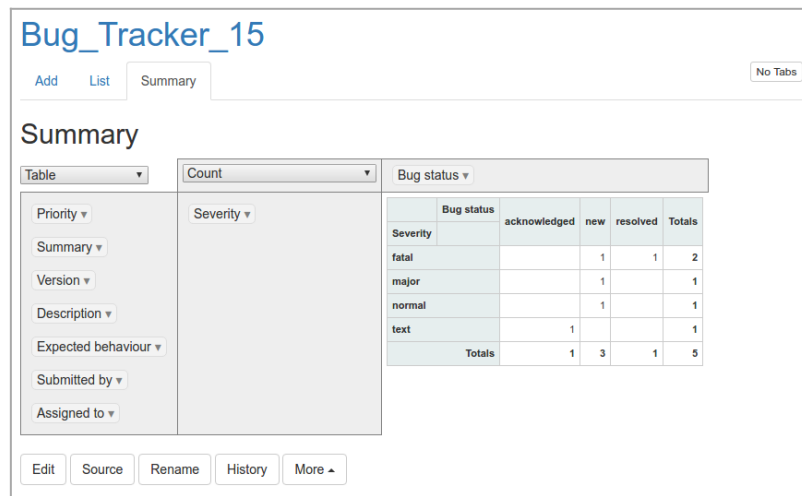 Bug_Tracker_15
Add List Summary
No Tabs
Summary
Table Count Bug status
Priority
Summary
Version
Description
Expected behaviour
Submitted by
Assigned to
Severity
Bug status acknowledged new resolved Totals
Severity
fatal 1 1 2
major 1 1
normal 1 1
text 1 1
Totals 1 3 1 5
Edit Source Rename History More